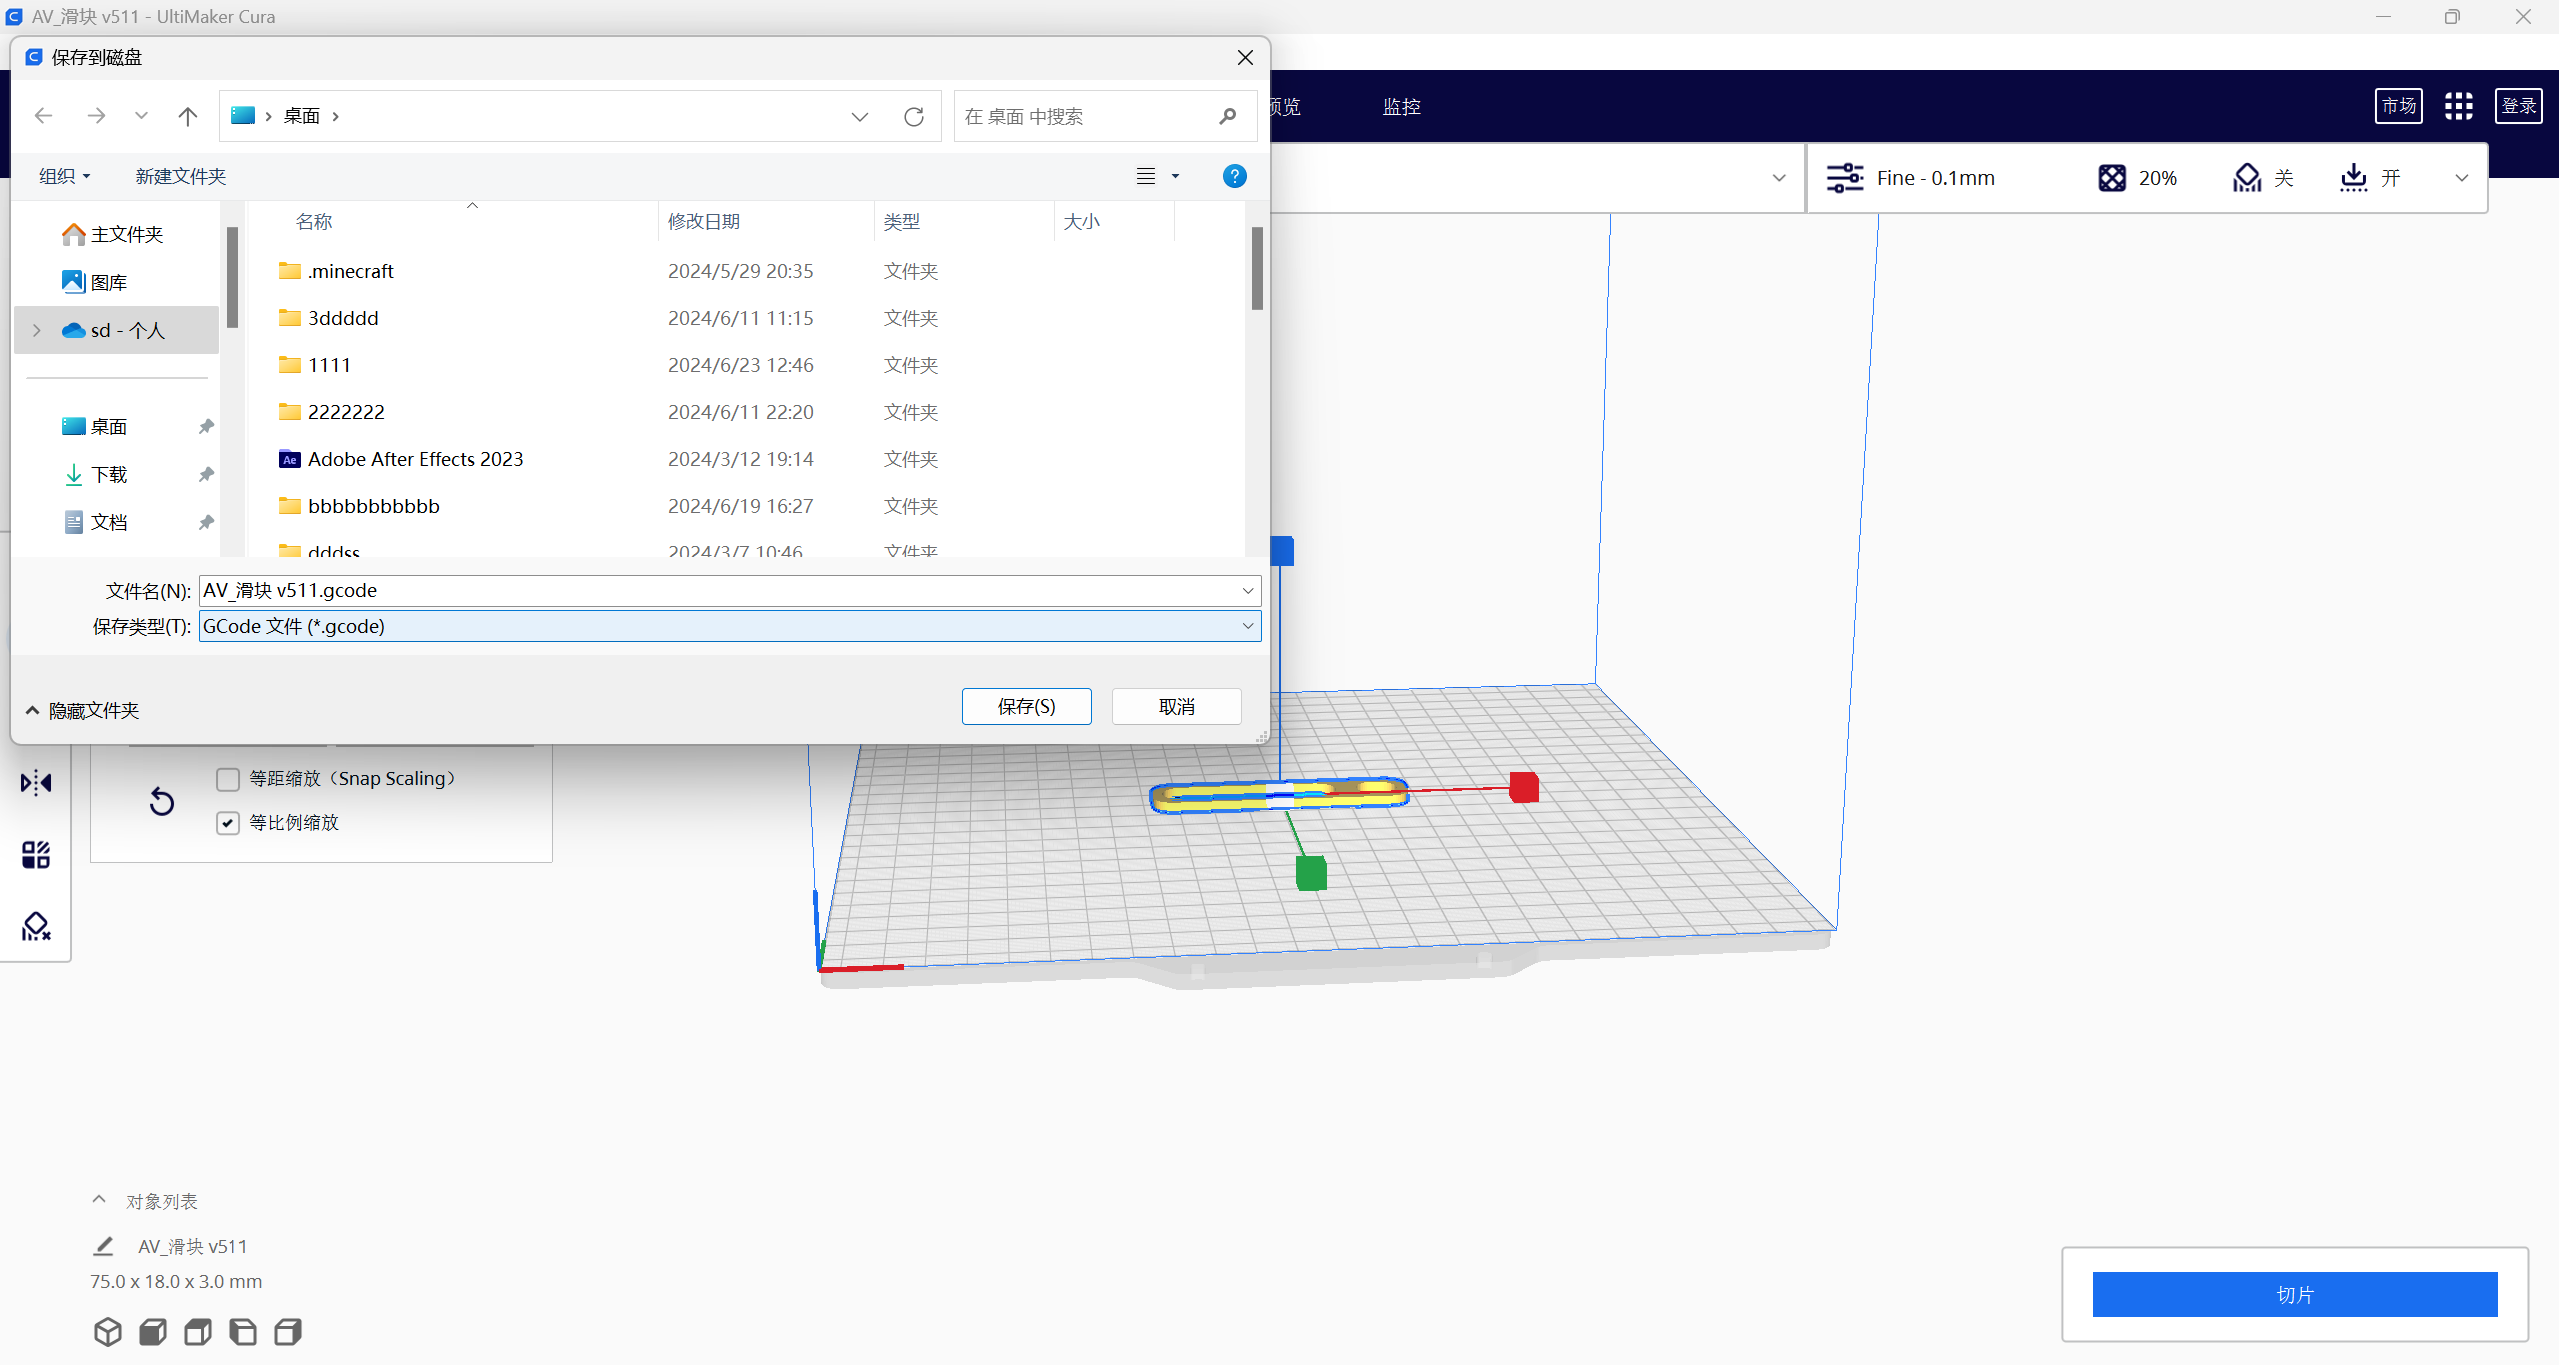 AV_滑块 v511 - UltiMaker Cura
保存到磁盘
桌面
在 桌面 中搜索
预览
监控
市场
登录
组织
新建文件夹
?
Fine - 0.1mm
20%
关
开
名称
修改日期
类型
大小
主文件夹
图库
sd - 个人
桌面
下载
文档
.minecraft
2024/5/29 20:35
文件夹
3ddddd
2024/6/11 11:15
文件夹
1111
2024/6/23 12:46
文件夹
2222222
2024/6/11 22:20
文件夹
Ae Adobe After Effects 2023
2024/3/12 19:14
文件夹
bbbbbbbbbbb
2024/6/19 16:27
文件夹
dddss
2024/3/7 10:46
文件夹
文件名(N): AV_滑块 v511.gcode
保存类型(T): GCode 文件 (*.gcode)
隐藏文件夹
保存(S)
取消
等距缩放（Snap Scaling）
等比例缩放
对象列表
AV_滑块 v511
75.0 x 18.0 x 3.0 mm
切片